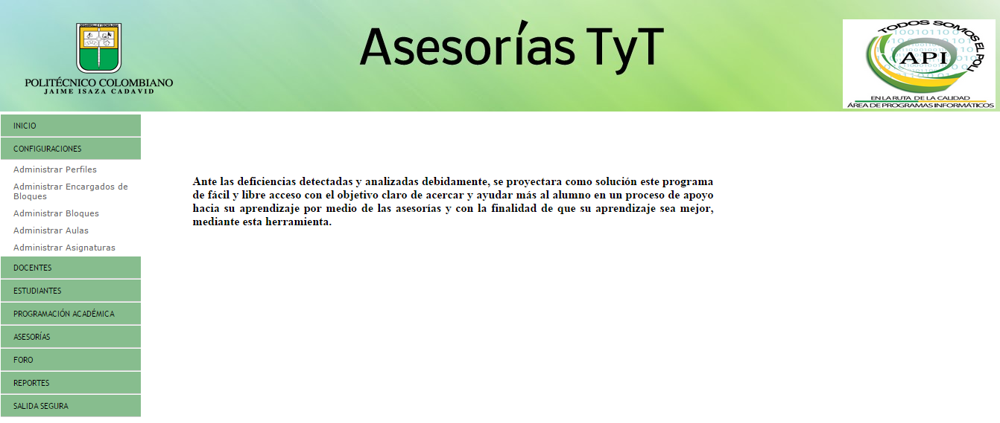 DESARROLLO Y TECNOLOGIA
POLITÉCNICO COLOMBIANO
JAIME ISAZA CADAVID
Asesorías TyT
TODOS SOMOS EL POLI
API
EN LA RUTA DE LA CALIDAD
ÁREA DE PROGRAMAS INFORMÁTICOS
INICIO
CONFIGURACIONES
Administrar Perfiles
Administrar Encargados de
Bloques
Administrar Bloques
Administrar Aulas
Administrar Asignaturas
DOCENTES
ESTUDIANTES
PROGRAMACIÓN ACADÉMICA
ASESORÍAS
FORO
REPORTES
SALIDA SEGURA
Ante las deficiencias detectadas y analizadas debidamente, se proyectara como solución este programa
de fácil y libre acceso con el objetivo claro de acercar y ayudar más al alumno en un proceso de apoyo
hacia su aprendizaje por medio de las asesorías y con la finalidad de que su aprendizaje sea mejor,
mediante esta herramienta.